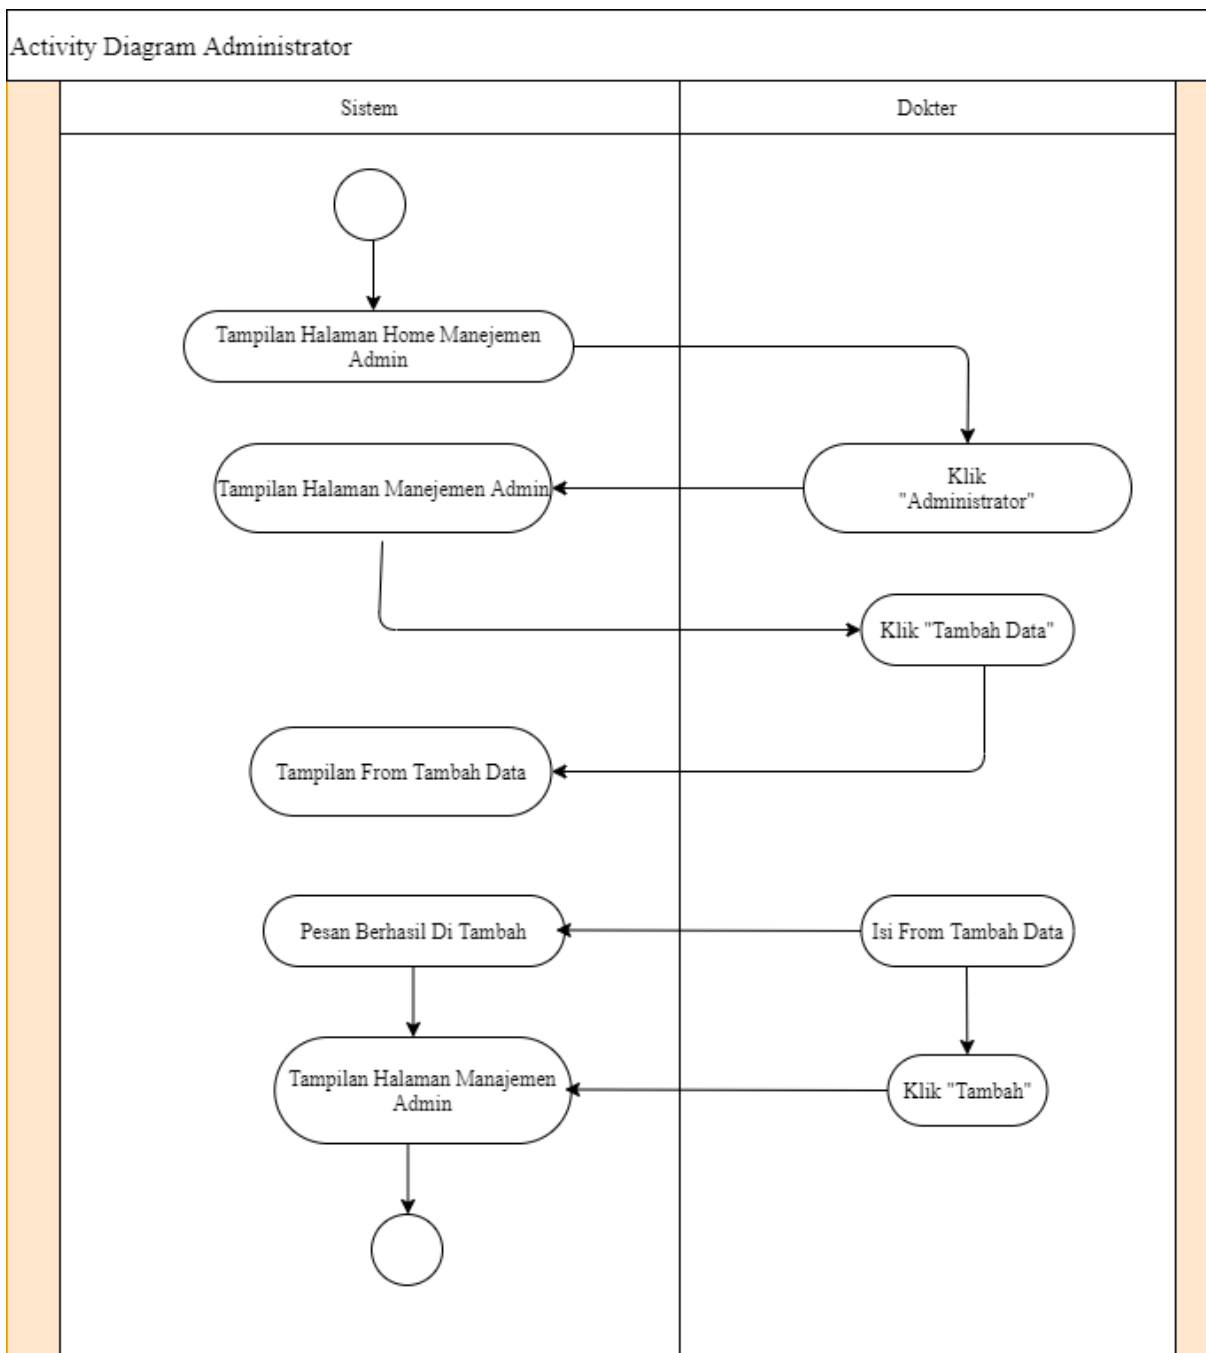 Activity Diagram Administrator
Sistem
Dokter
Tampilan Halaman Home Manejemen
Admin
Klik
"Administrator"
Tampilan Halaman Manejemen Admin
Klik "Tambah Data"
Tampilan From Tambah Data
Pesan Berhasil Di Tambah
Isi From Tambah Data
Tampilan Halaman Manajemen
Admin
Klik "Tambah"